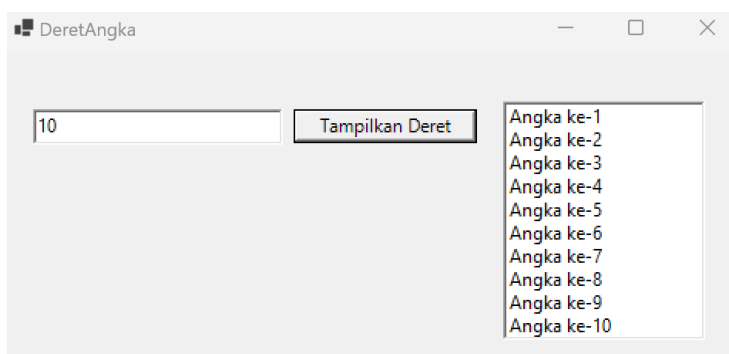 DeretAngka
10
Tampilkan Deret
Angka ke-1
Angka ke-2
Angka ke-3
Angka ke-4
Angka ke-5
Angka ke-6
Angka ke-7
Angka ke-8
Angka ke-9
Angka ke-10